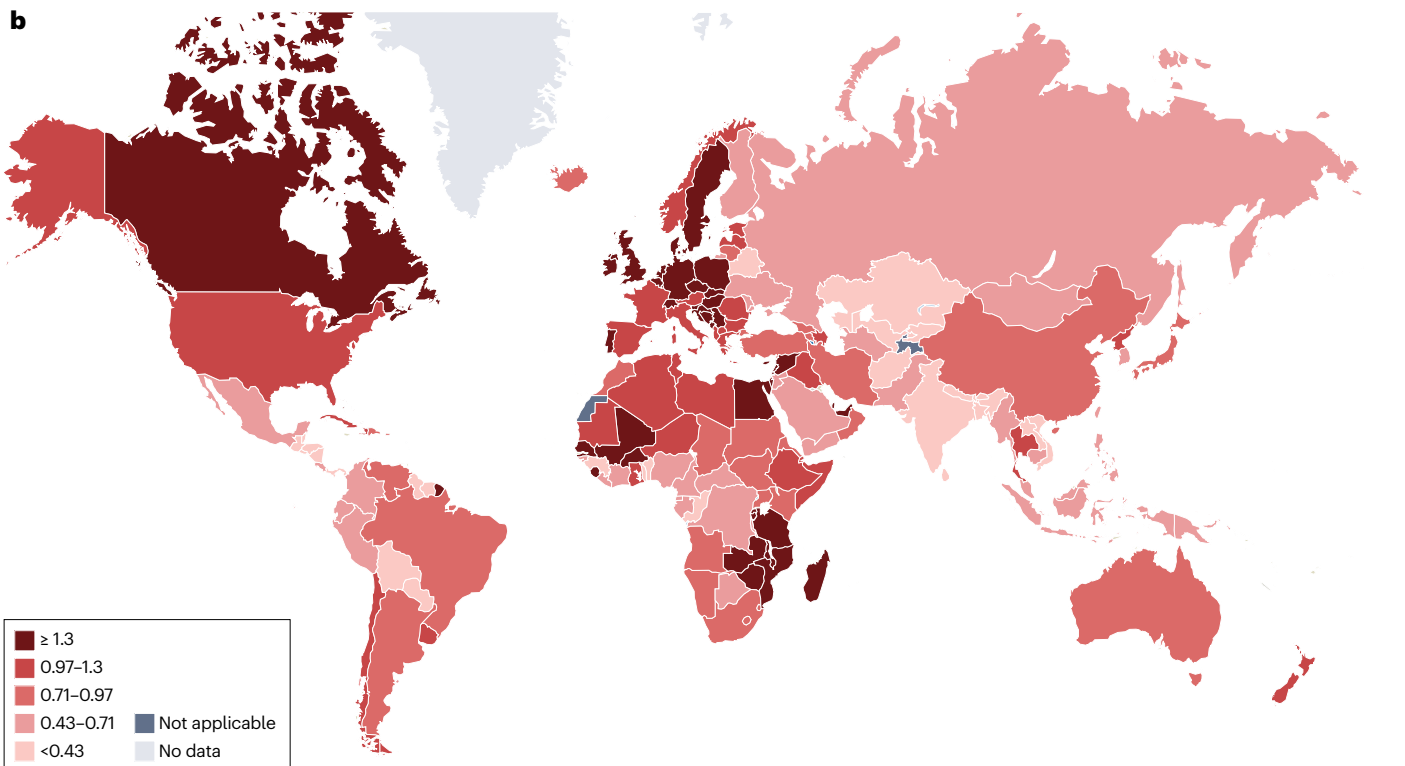 b
≥ 1.3
0.97–1.3
0.71–0.97
0.43–0.71 Not applicable
<0.43 No data